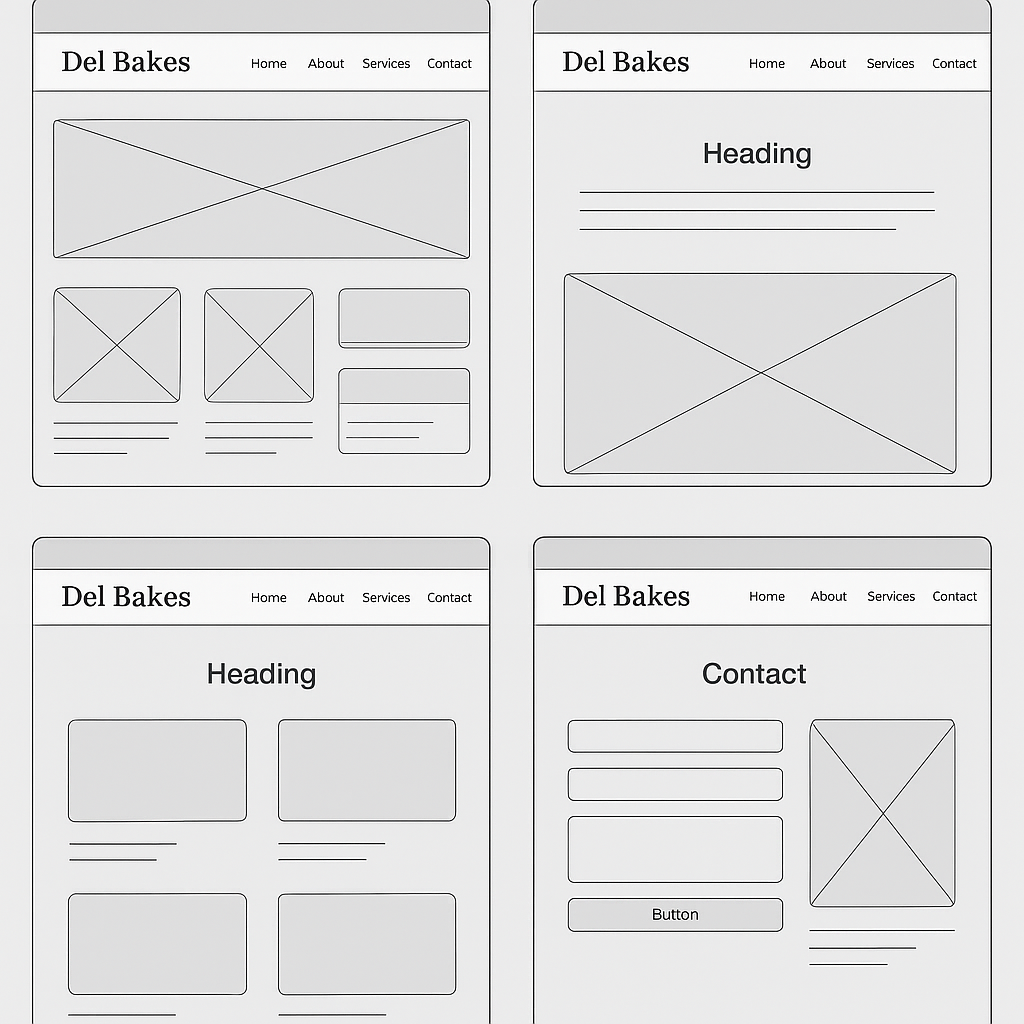 Del Bakes Home About Services Contact
Del Bakes Home About Services Contact
Heading
Del Bakes Home About Services Contact
Heading
Del Bakes Home About Services Contact
Contact
Button